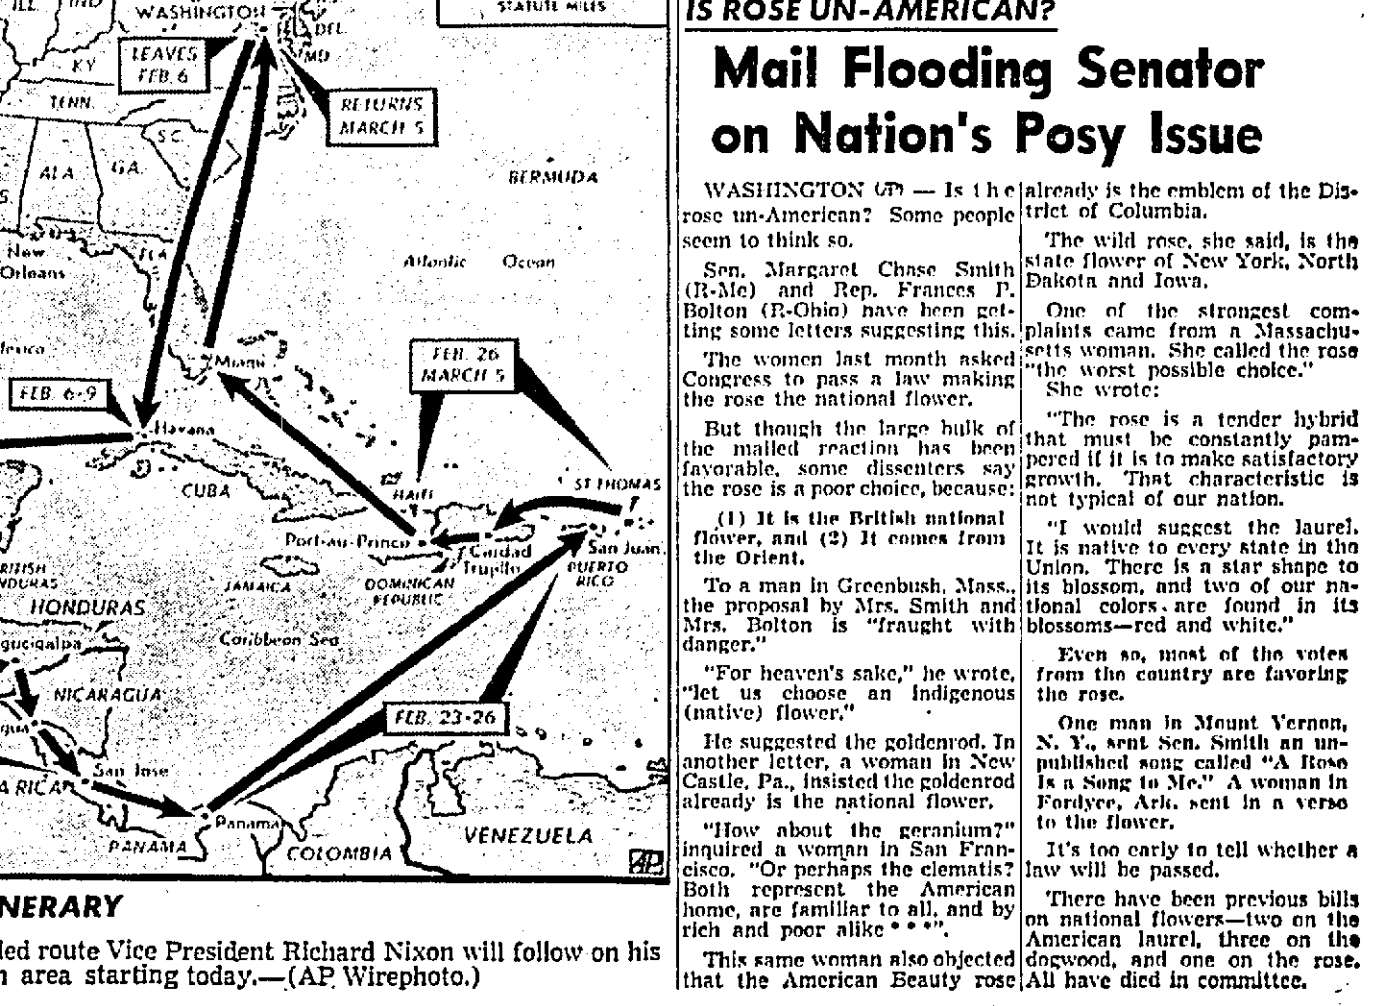 ILL
IND
WASHINGTON
STATUTE MILES
DEL.
MD
KY
LEAVES
FEB. 6
TENN.
RETURNS
MARCH 5
S.C.
ALA.
GA.
S.
BERMUDA
New
Orleans
FLA
Atlantic Ocean
Mexico
Miami
FEB. 26
MARCH 5
FEB. 6-9
Havana
CUBA
HAITI
ST THOMAS
Port-au-Prince
Ciudad
Trujillo
San Juan
PUERTO
RICO
JAMAICA
DOMINICAN
REPUBLIC
RITISH
NDURAS
HONDURAS
Caribbean Sea
gucigalpa
NICARAGUA
gua
FEB. 23-26
San Jose
A RICA
Panama
PANAMA
COLOMBIA
VENEZUELA
AP
NERARY
led route Vice President Richard Nixon will follow on his
n area starting today.—(AP Wirephoto.)
IS ROSE UN-AMERICAN?
Mail Flooding Senator
on Nation's Posy Issue
WASHINGTON (AP) — Is the
rose un-American? Some people
seem to think so.
Sen. Margaret Chase Smith
(R-Me) and Rep. Frances P.
Bolton (R-Ohio) have been get-
ting some letters suggesting this.
The women last month asked
Congress to pass a law making
the rose the national flower.
But though the large bulk of
the mailed reaction has been
favorable, some dissenters say
the rose is a poor choice, because:
(1) It is the British national
flower, and (2) It comes from
the Orient.
To a man in Greenbush, Mass.,
the proposal by Mrs. Smith and
Mrs. Bolton is "fraught with
danger."
"For heaven's sake," he wrote,
"let us choose an indigenous
(native) flower."
He suggested the goldenrod. In
another letter, a woman in New
Castle, Pa., insisted the goldenrod
already is the national flower.
"How about the geranium?"
inquired a woman in San Fran-
cisco. "Or perhaps the clematis?
Both represent the American
home, are familiar to all, and by
rich and poor alike * * *".
This same woman also objected
that the American Beauty rose
already is the emblem of the Dis-
trict of Columbia.
The wild rose, she said, is the
state flower of New York, North
Dakota and Iowa.
One of the strongest com-
plaints came from a Massachu-
setts woman. She called the rose
"the worst possible choice."
She wrote:
"The rose is a tender hybrid
that must be constantly pam-
pered if it is to make satisfactory
growth. That characteristic is
not typical of our nation.
"I would suggest the laurel.
It is native to every state in the
Union. There is a star shape to
its blossom, and two of our na-
tional colors are found in its
blossoms—red and white."
Even so, most of the votes
from the country are favoring
the rose.
One man in Mount Vernon,
N. Y., sent Sen. Smith an un-
published song called "A Rose
Is a Song to Me." A woman in
Fordyce, Ark. sent in a verse
to the flower.
It's too early to tell whether a
law will be passed.
There have been previous bills
on national flowers—two on the
American laurel, three on the
dogwood, and one on the rose.
All have died in committee.